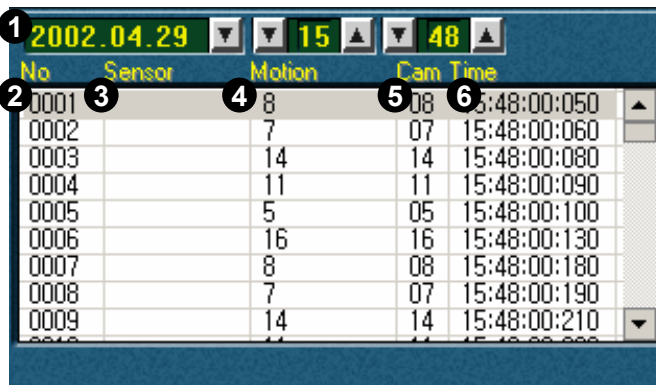 1 2002.04.29 ▼ ▼ 15 ▲ ▼ 48 ▲
No Sensor Motion Cam Time
2 0001 3 4 8 5 08 6 15:48:00:050
0002 7 07 15:48:00:060
0003 14 14 15:48:00:080
0004 11 11 15:48:00:090
0005 5 05 15:48:00:100
0006 16 16 15:48:00:130
0007 8 08 15:48:00:180
0008 7 07 15:48:00:190
0009 14 14 15:48:00:210